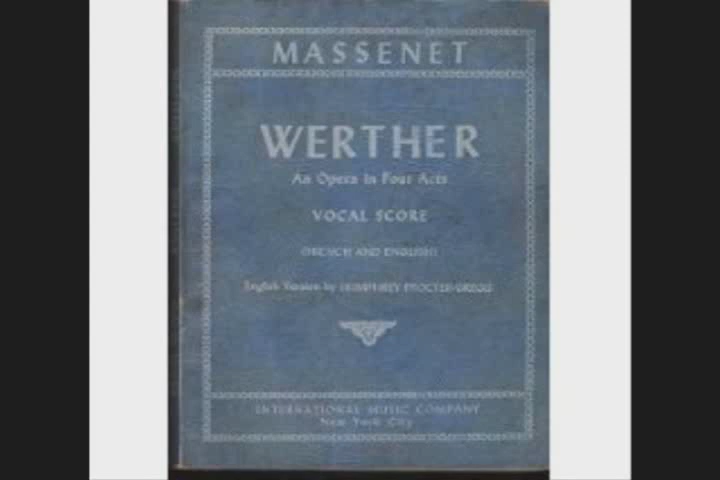 MASSENET
WERTHER
An Opera in Four Acts
VOCAL SCORE
(FRENCH AND ENGLISH)
English Version by HUMPHREY PROCTER-GREGG
INTERNATIONAL MUSIC COMPANY
New York City